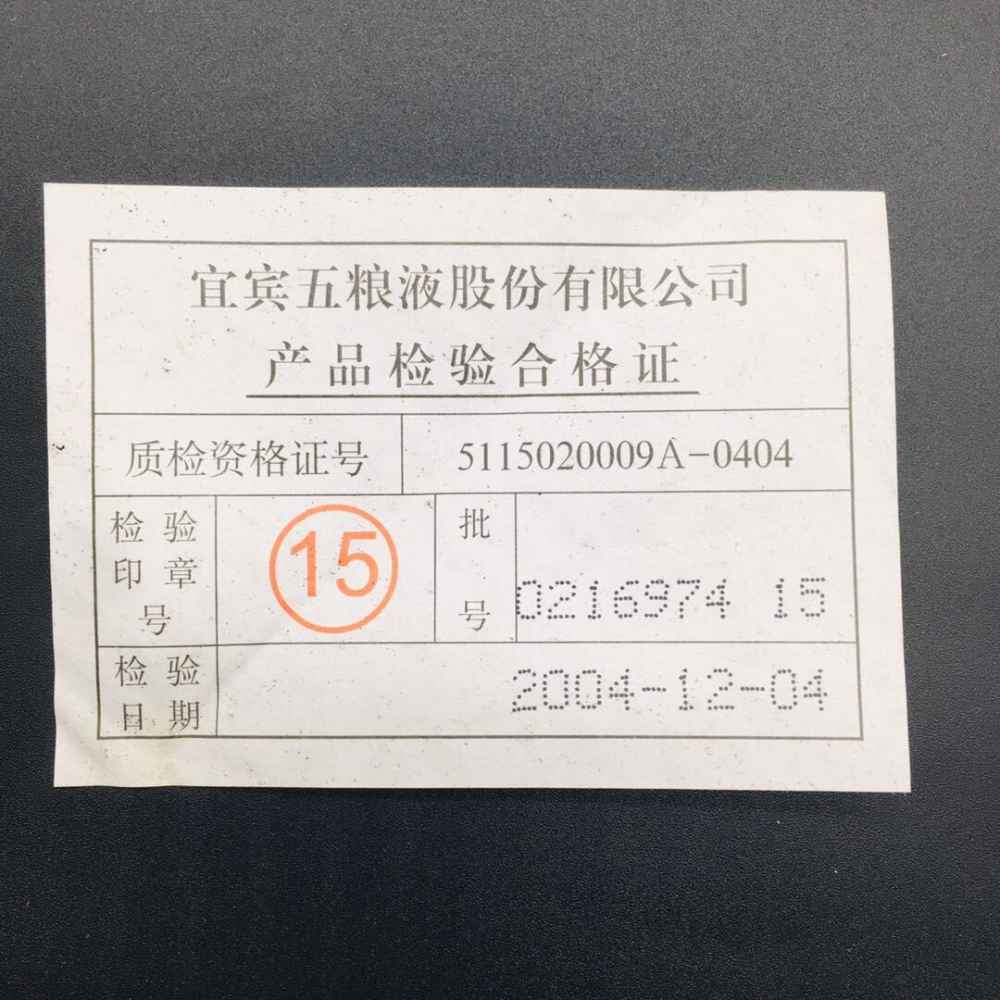 宜宾五粮液股份有限公司
产品检验合格证
质检资格证号 5115020009A-0404
检验印章号 15 批号 0216974 15
检验日期 2004-12-04